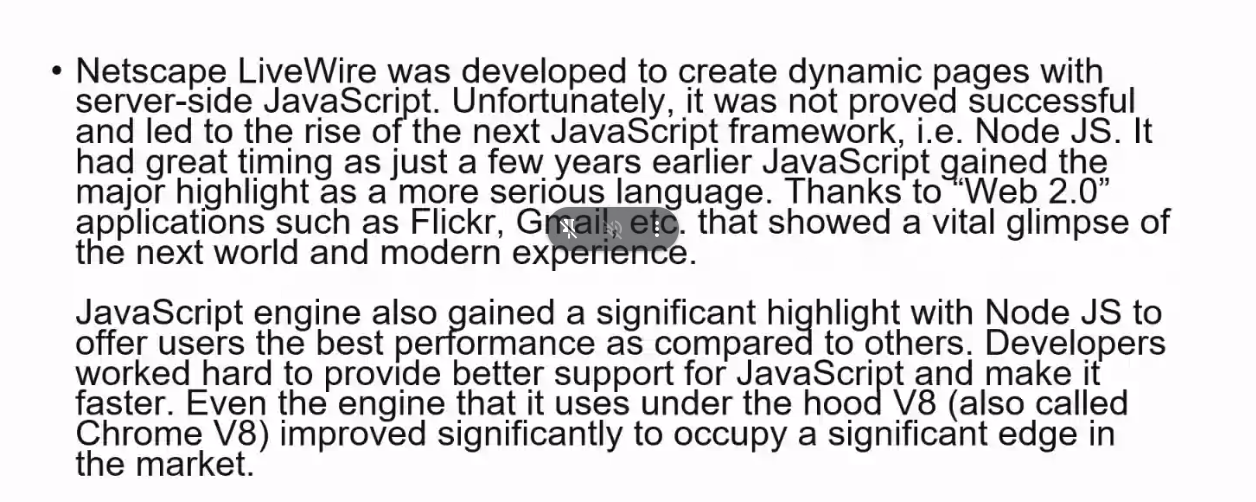 • Netscape LiveWire was developed to create dynamic pages with
server-side JavaScript. Unfortunately, it was not proved successful
and led to the rise of the next JavaScript framework, i.e. Node JS. It
had great timing as just a few years earlier JavaScript gained the
major highlight as a more serious language. Thanks to “Web 2.0”
applications such as Flickr, Gmail, etc. that showed a vital glimpse of
the next world and modern experience.
JavaScript engine also gained a significant highlight with Node JS to
offer users the best performance as compared to others. Developers
worked hard to provide better support for JavaScript and make it
faster. Even the engine that it uses under the hood V8 (also called
Chrome V8) improved significantly to occupy a significant edge in
the market.